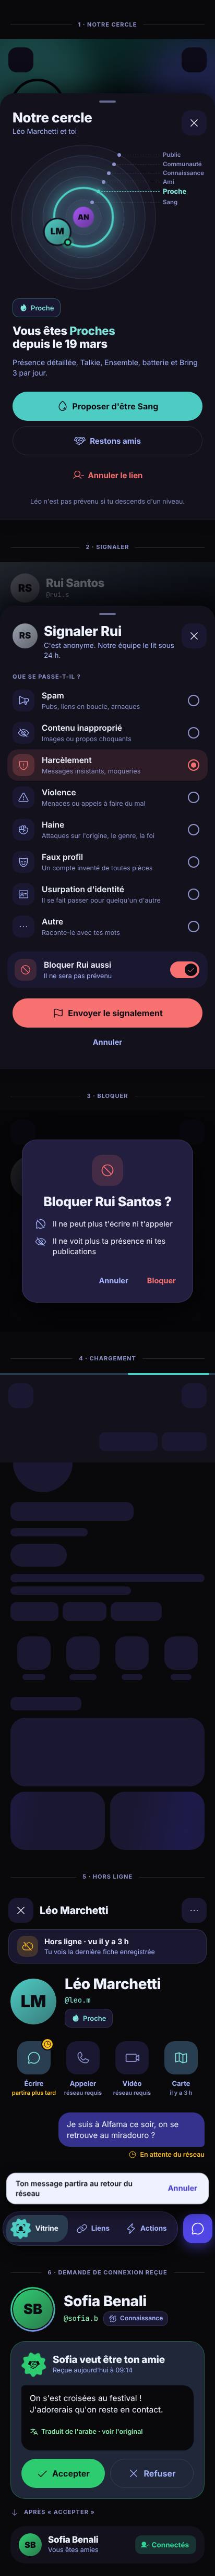 1 · NOTRE CERCLE
Notre cercle
Léo Marchetti et toi
Public
Communauté
Connaissance
Ami
Proche
Sang
AN
LM
Proche
Vous êtes Proches
depuis le 19 mars
Présence détaillée, Talkie, Ensemble, batterie et Bring
3 par jour.
Proposer d'être Sang
Restons amis
Annuler le lien
Léo n'est pas prévenu si tu descends d'un niveau.
2 · SIGNALER
RS
Rui Santos
@rui.s
RS
Signaler Rui
C'est anonyme. Notre équipe le lit sous
24 h.
QUE SE PASSE-T-IL ?
Spam
Pubs, liens en boucle, arnaques
Contenu inapproprié
Images ou propos choquants
Harcèlement
Messages insistants, moqueries
Violence
Menaces ou appels à faire du mal
Haine
Attaques sur l'origine, le genre, la foi
Faux profil
Un compte inventé de toutes pièces
Usurpation d'identité
Il se fait passer pour quelqu'un d'autre
Autre
Raconte-le avec tes mots
Bloquer Rui aussi
Il ne sera pas prévenu
Envoyer le signalement
Annuler
3 · BLOQUER
Bloquer Rui Santos ?
Il ne peut plus t'écrire ni t'appeler
Il ne voit plus ta présence ni tes
publications
Annuler
Bloquer
4 · CHARGEMENT
5 · HORS LIGNE
Léo Marchetti
Hors ligne · vu il y a 3 h
Tu vois la dernière fiche enregistrée
LM
Léo Marchetti
@leo.m
Proche
Écrire
partira plus tard
Appeler
réseau requis
Vidéo
réseau requis
Carte
il y a 3 h
Je suis à Alfama ce soir, on se
retrouve au miradouro ?
En attente du réseau
Ton message partira au retour du
réseau
Annuler
Vitrine
Liens
Actions
6 · DEMANDE DE CONNEXION REÇUE
SB
Sofia Benali
@sofia.b
Connaissance
Sofia veut être ton amie
Reçue aujourd'hui à 09:14
On s'est croisées au festival !
J'adorerais qu'on reste en contact.
Traduit de l'arabe · voir l'original
Accepter
Refuser
APRÈS « ACCEPTER »
SB
Sofia Benali
Vous êtes amies
Connectés